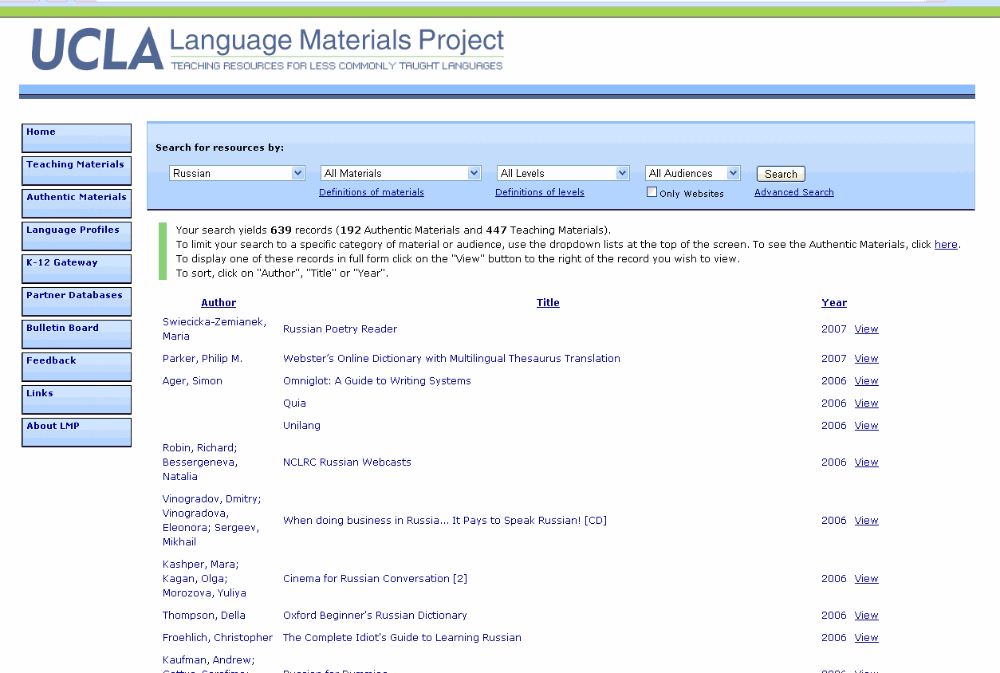 UCLA Language Materials Project
TEACHING RESOURCES FOR LESS COMMONLY TAUGHT LANGUAGES
Home
Teaching Materials
Authentic Materials
Language Profiles
K-12 Gateway
Partner Databases
Bulletin Board
Feedback
Links
About LMP
Search for resources by:
Russian All Materials All Levels All Audiences Search
Definitions of materials Definitions of levels Only Websites Advanced Search
Your search yields 639 records (192 Authentic Materials and 447 Teaching Materials).
To limit your search to a specific category of material or audience, use the dropdown lists at the top of the screen. To see the Authentic Materials, click here.
To display one of these records in full form click on the "View" button to the right of the record you wish to view.
To sort, click on "Author", "Title" or "Year".
Author Title Year
Swiecicka-Zemianek,
Maria
Russian Poetry Reader 2007 View
Parker, Philip M. Webster's Online Dictionary with Multilingual Thesaurus Translation 2007 View
Ager, Simon Omniglot: A Guide to Writing Systems 2006 View
Quia 2006 View
Unilang 2006 View
Robin, Richard;
Bessergeneva,
Natalia
NCLRC Russian Webcasts 2006 View
Vinogradov, Dmitry;
Vinogradova,
Eleonora; Sergeev,
Mikhail
When doing business in Russia... It Pays to Speak Russian! [CD] 2006 View
Kashper, Mara;
Kagan, Olga;
Morozova, Yuliya
Cinema for Russian Conversation [2] 2006 View
Thompson, Della Oxford Beginner's Russian Dictionary 2006 View
Froehlich, Christopher The Complete Idiot's Guide to Learning Russian 2006 View
Kaufman, Andrew;